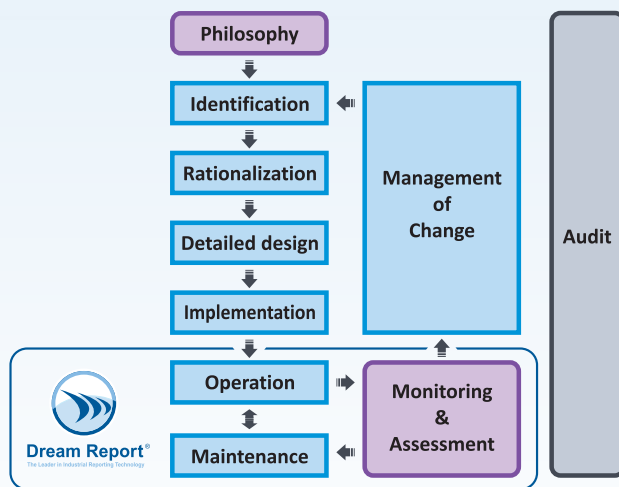 Philosophy
Identification
Rationalization
Detailed design
Implementation
Operation
Maintenance
Management
of
Change
Monitoring
&
Assessment
Audit
Dream Report®
The Leader in Industrial Reporting Technology